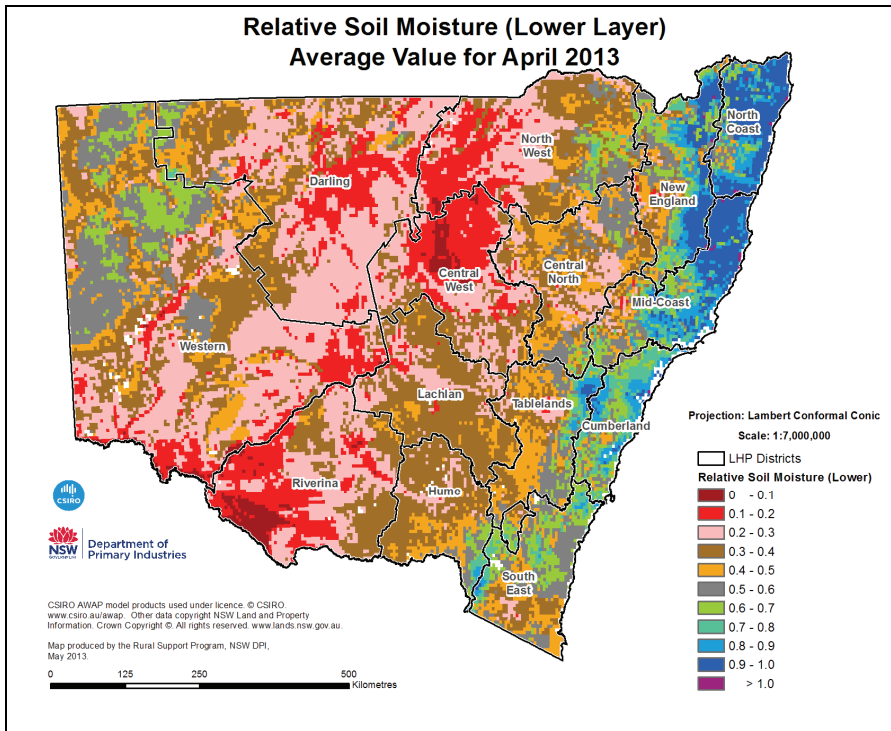 Relative Soil Moisture (Lower Layer)
Average Value for April 2013
North
Coast
North
West
Darling
New
England
Central
North
Central
West
Mid-Coast
Western
Lachlan
Tablelands
Cumberland
Riverina
Humo
South
East
Projection: Lambert Conformal Conic
Scale: 1:7,000,000
LHP Districts
Relative Soil Moisture (Lower)
0 - 0.1
0.1 - 0.2
0.2 - 0.3
0.3 - 0.4
0.4 - 0.5
0.5 - 0.6
0.6 - 0.7
0.7 - 0.8
0.8 - 0.9
0.9 - 1.0
> 1.0
CSIRO
NSW
GOVERNMENT
Department of
Primary Industries
CSIRO AWAP model products used under licence. © CSIRO.
www.csiro.au/awap. Other data copyright NSW Land and Property
Information. Crown Copyright ©. All rights reserved. www.lands.nsw.gov.au.
Map produced by the Rural Support Program, NSW DPI,
May 2013.
0 125 250 500
Kilometres